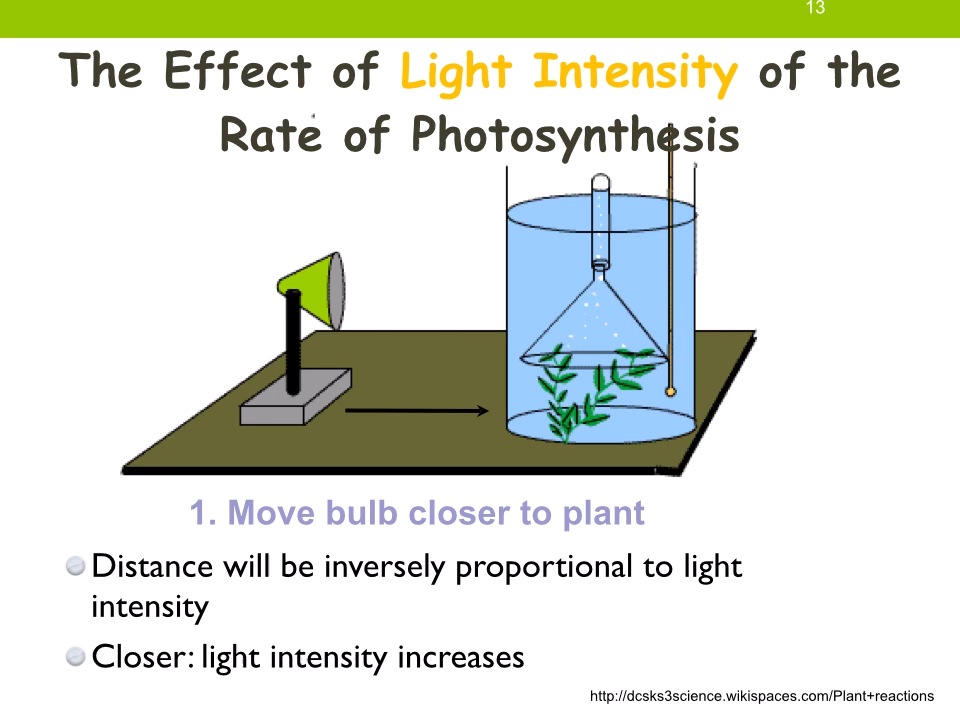 13
The Effect of Light Intensity of the
Rate of Photosynthesis
1. Move bulb closer to plant
Distance will be inversely proportional to light
intensity
Closer: light intensity increases
http://dcsks3science.wikispaces.com/Plant+reactions